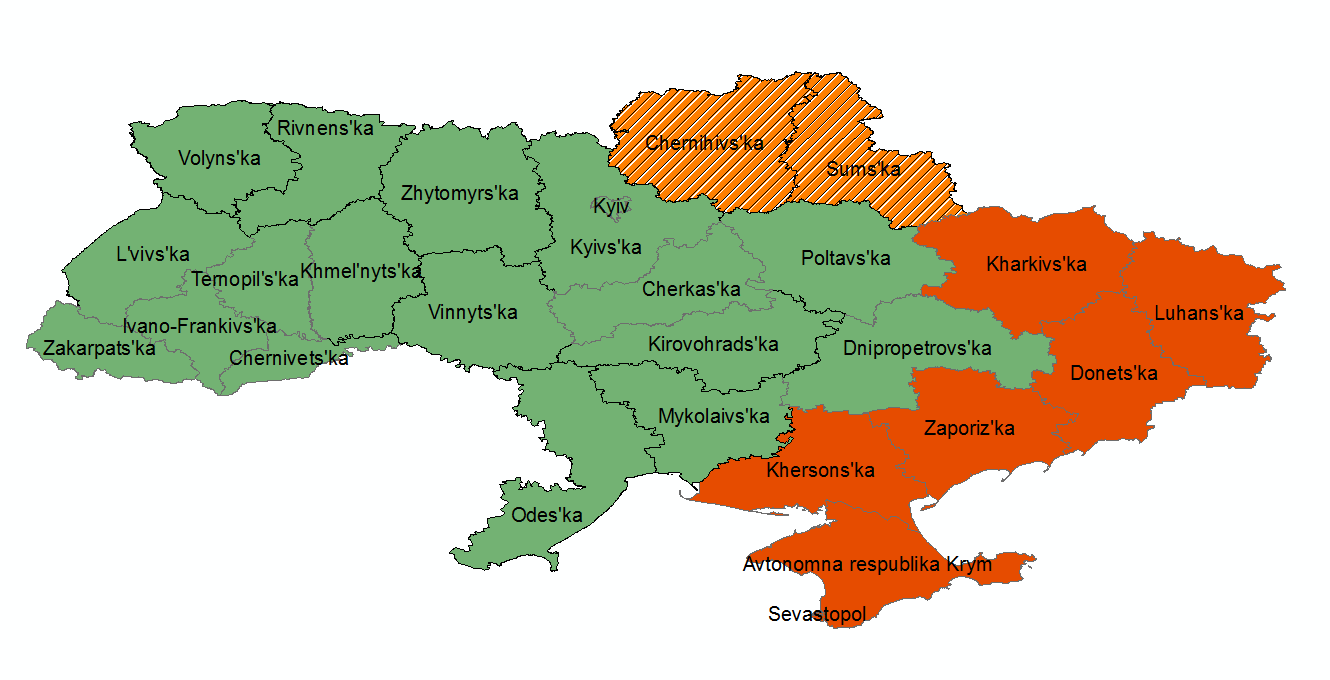 Rivnens'ka
Volyns'ka
Chernihivs'ka
Sums'ka
Zhytomyrs'ka
Kyiv
Kyivs'ka
L'vivs'ka
Ternopil's'ka
Khmel'nyts'ka
Cherkas'ka
Poltavs'ka
Kharkivs'ka
Luhans'ka
Vinnyts'ka
Ivano-Frankivs'ka
Zakarpats'ka
Chernivets'ka
Kirovohrads'ka
Dnipropetrovs'ka
Donets'ka
Mykolaivs'ka
Zaporiz'ka
Khersons'ka
Odes'ka
Avtonomna respublika Krym
Sevastopol